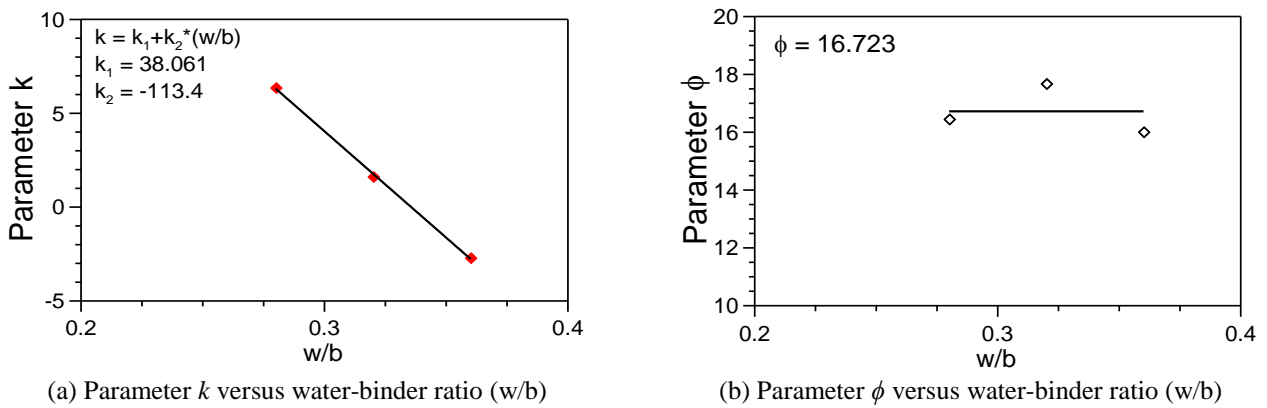 10
5
0
-5
Parameter k
k = k₁+k₂*(w/b)
k₁ = 38.061
k₂ = -113.4
0.2
0.3
0.4
w/b
(a) Parameter k versus water-binder ratio (w/b)
20
18
16
14
12
10
Parameter ϕ
ϕ = 16.723
0.2
0.3
0.4
w/b
(b) Parameter ϕ versus water-binder ratio (w/b)